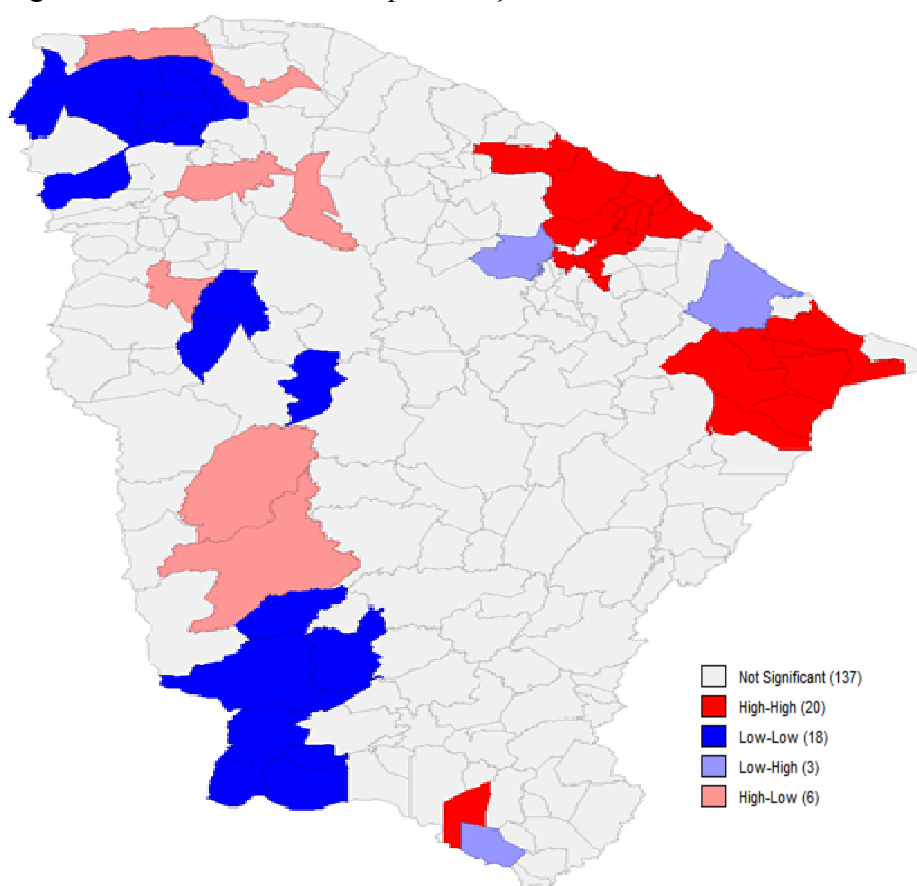 Not Significant (137)
High-High (20)
Low-Low (18)
Low-High (3)
High-Low (6)